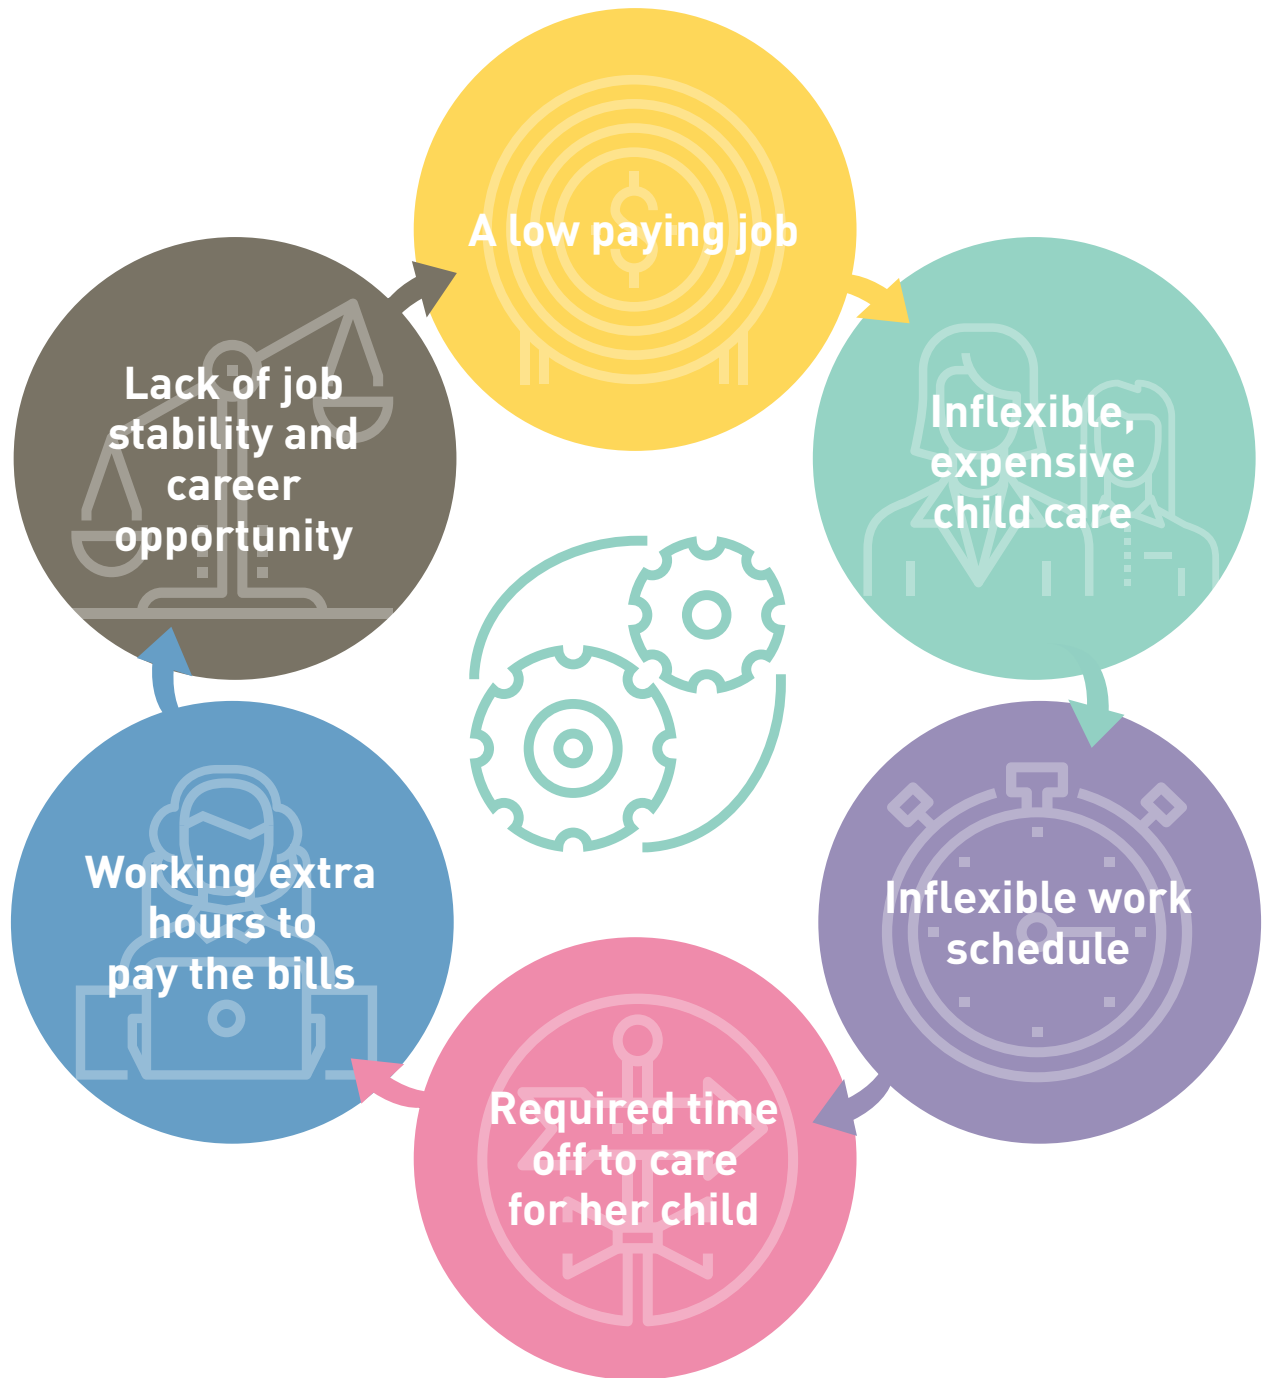 A low paying job
Inflexible,
expensive
child care
Inflexible work
schedule
Required time
off to care
for her child
Working extra
hours to
pay the bills
Lack of job
stability and
career
opportunity